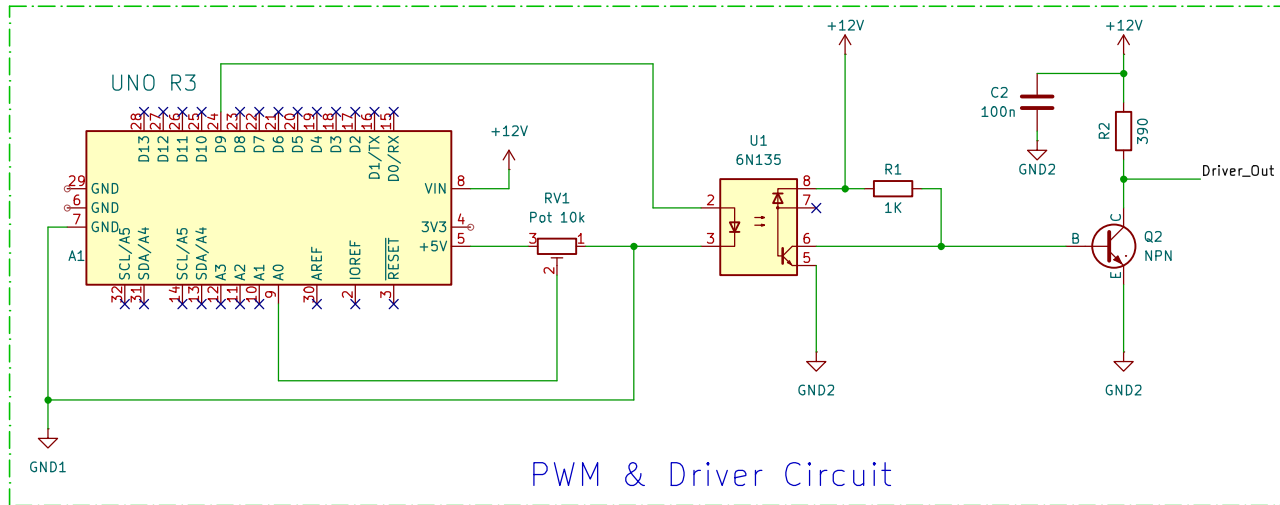 +12V
+12V
UNO R3
C2
100n
R2
390
28
27
26
25
24
23
22
21
20
19
18
17
16
15
D13
D12
D11
D10
D9
D8
D7
D6
D5
D4
D3
D2
D1/TX
D0/RX
+12V
U1
6N135
GND2
Driver_Out
29
GND
6
GND
7
GND
A1
VIN
8
3V3
4
+5V
5
RV1
Pot 10k
3
1
2
2
3
8
7
6
5
R1
1K
B
C
E
Q2
NPN
SCL/A5
SDA/A4
SCL/A5
SDA/A4
A3
A2
A1
A0
AREF
IOREF
RESET
32
31
14
13
12
11
10
9
30
2
3
GND2
GND2
GND1
PWM & Driver Circuit